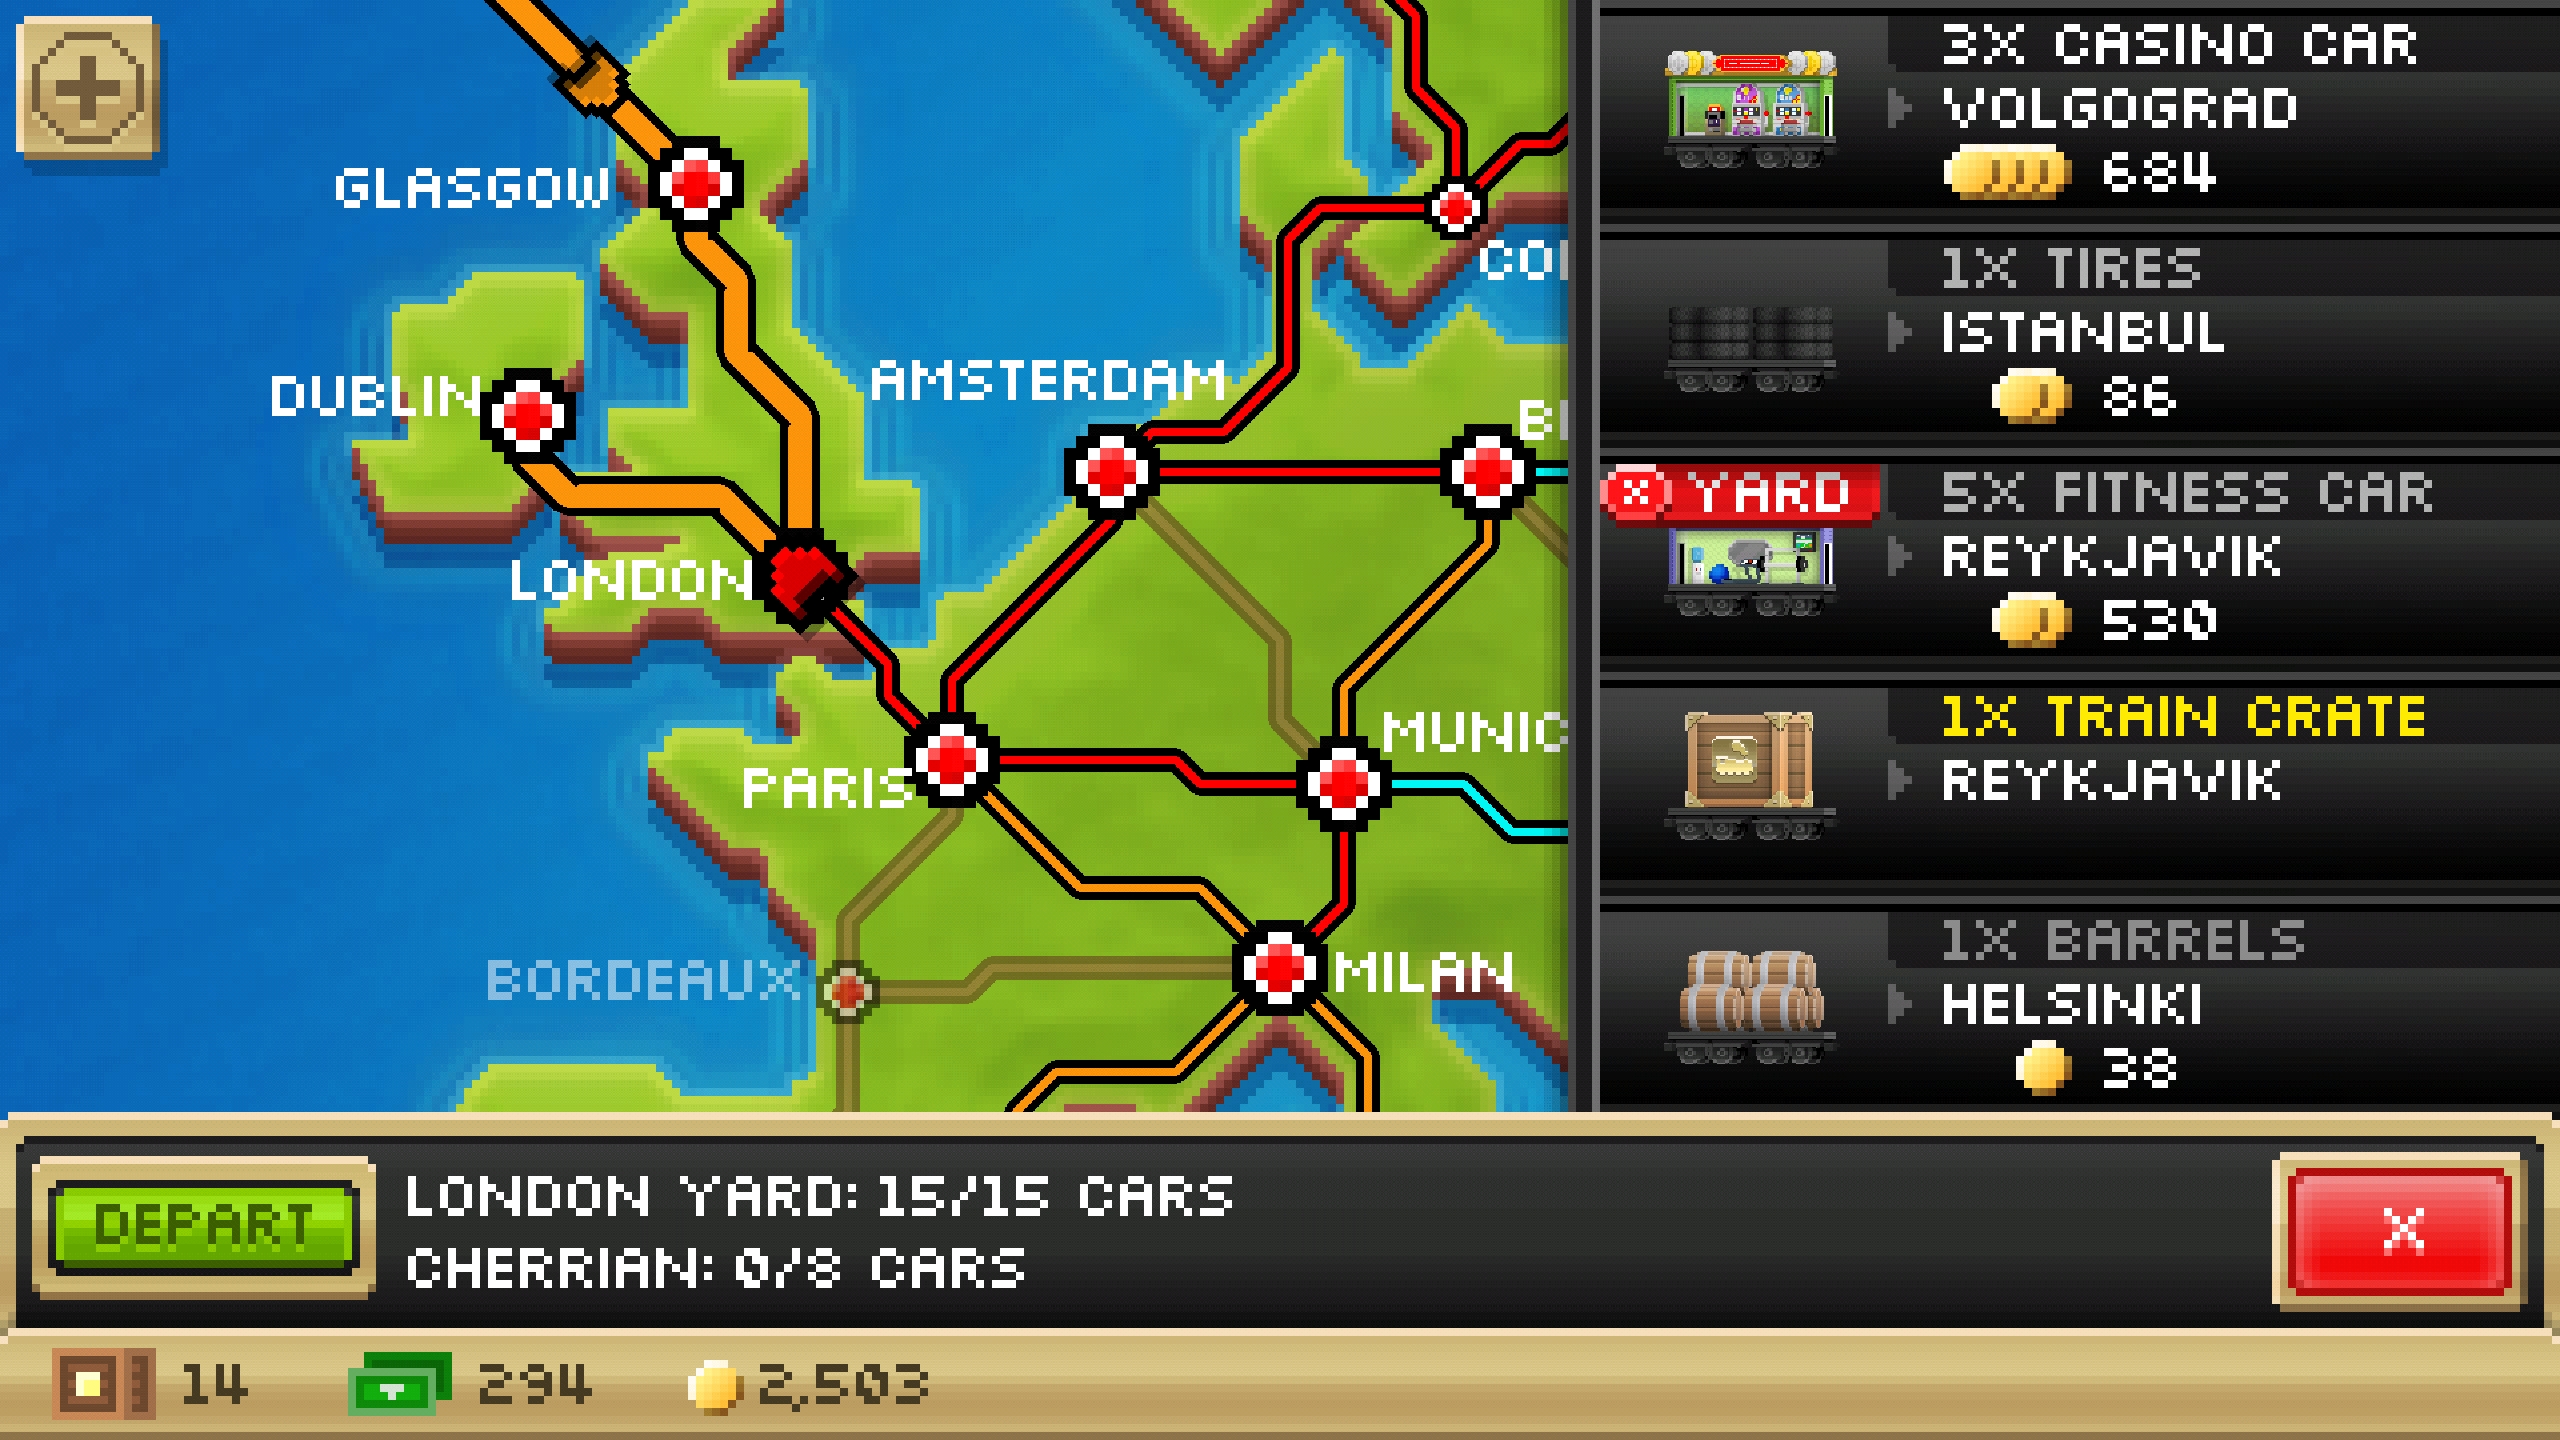 GLASGOW
DUBLIN
AMSTERDAM
LONDON
PARIS
BORDEAUX
MILAN
3X CASINO CAR
VOLGOGRAD
684
1X TIRES
ISTANBUL
86
YARD
5X FITNESS CAR
REYKJAVIK
530
1X TRAIN CRATE
REYKJAVIK
1X BARRELS
HELSINKI
38
DEPART
LONDON YARD: 15/15 CARS
CHERRIAN: 0/8 CARS
X
14
294
2,503